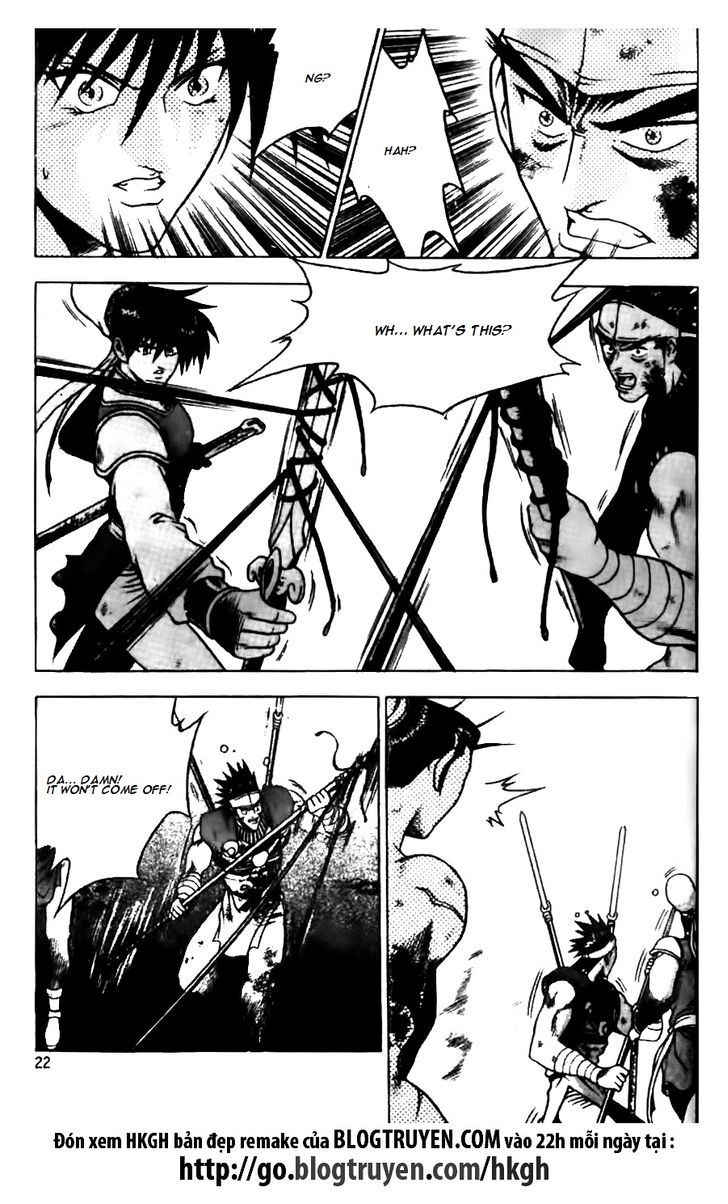 NG?
HAH?
WH... WHAT'S THIS?
DA... DAMN!
IT WON'T COME OFF!
22
Đón xem HKGH bản đẹp remake của BLOGTRUYEN.COM vào 22h mỗi ngày tại :
http://go.blogtruyen.com/hkgh